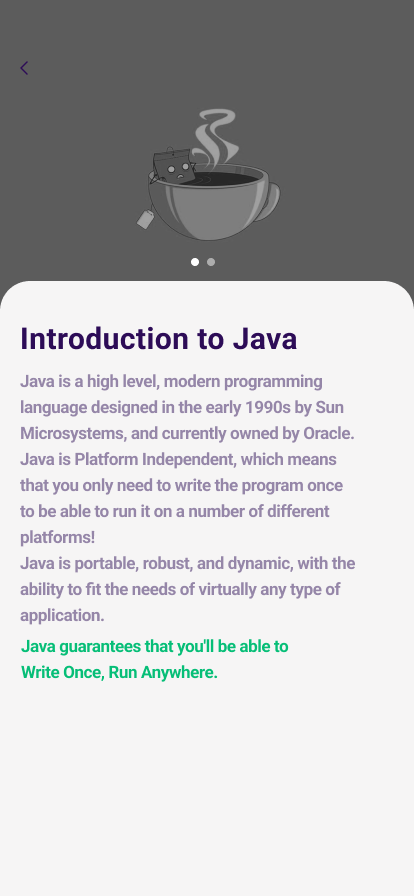 Introduction to Java
Java is a high level, modern programming
language designed in the early 1990s by Sun
Microsystems, and currently owned by Oracle.
Java is Platform Independent, which means
that you only need to write the program once
to be able to run it on a number of different
platforms!
Java is portable, robust, and dynamic, with the
ability to fit the needs of virtually any type of
application.
Java guarantees that you'll be able to
Write Once, Run Anywhere.